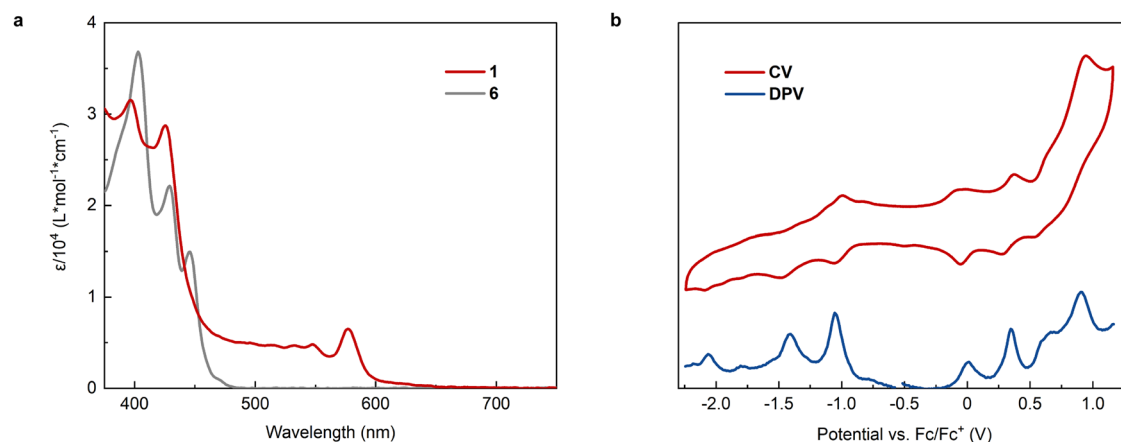 a
4
3
2
1
0
ε/10⁴ (L*mol⁻¹*cm⁻¹)
1
6
400 500 600 700
Wavelength (nm)
b
CV
DPV
-2.0 -1.5 -1.0 -0.5 0 0.5 1.0
Potential vs. Fc/Fc⁺ (V)